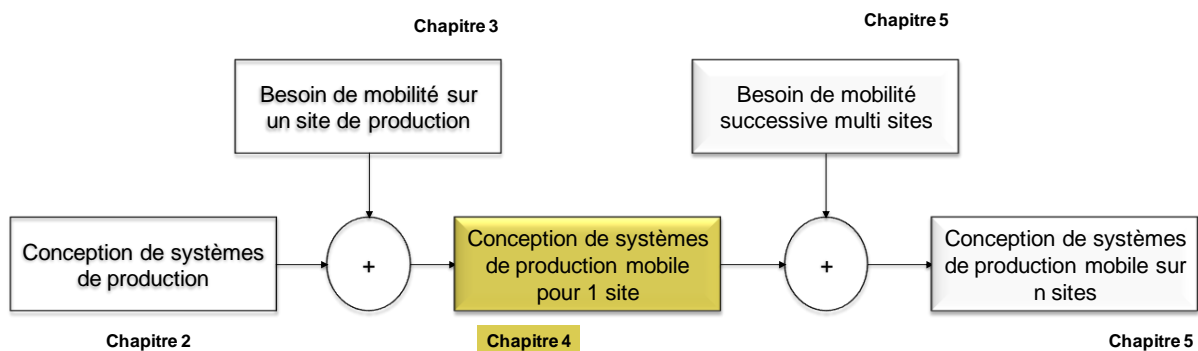 Chapitre 3
Chapitre 5
Besoin de mobilité sur
un site de production
Besoin de mobilité
successive multi sites
Conception de systèmes
de production
+
Conception de systèmes
de production mobile
pour 1 site
+
Conception de systèmes
de production mobile sur
n sites
Chapitre 2
Chapitre 4
Chapitre 5